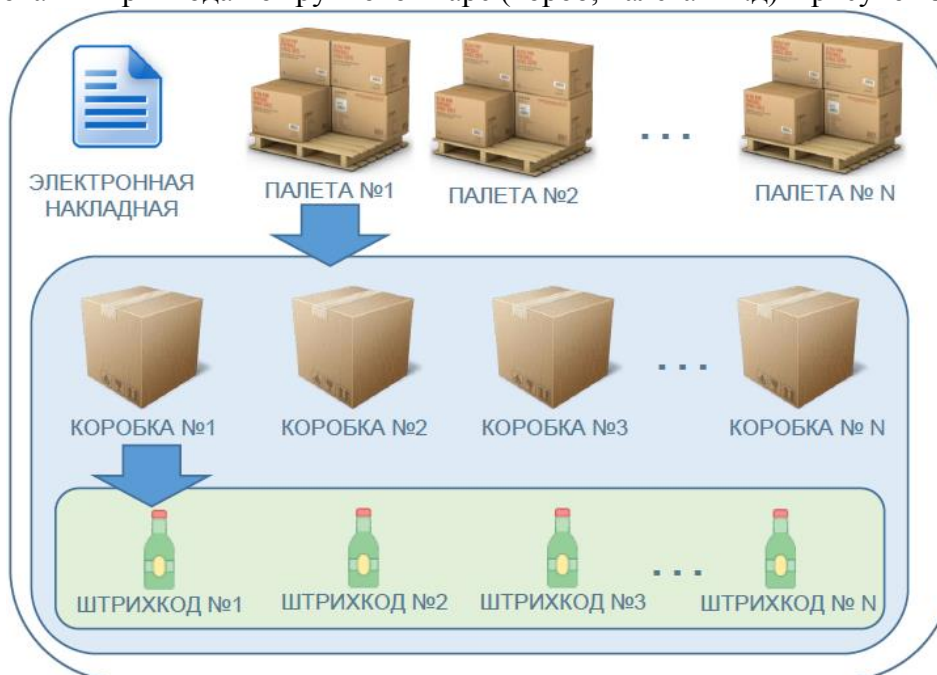 ЭЛЕКТРОННАЯ
НАКЛАДНАЯ
ПАЛЕТА №1
ПАЛЕТА №2
...
ПАЛЕТА № N
КОРОБКА №1
КОРОБКА №2
КОРОБКА №3
...
КОРОБКА № N
ШТРИХКОД №1
ШТРИХКОД №2
ШТРИХКОД №3
...
ШТРИХКОД № N